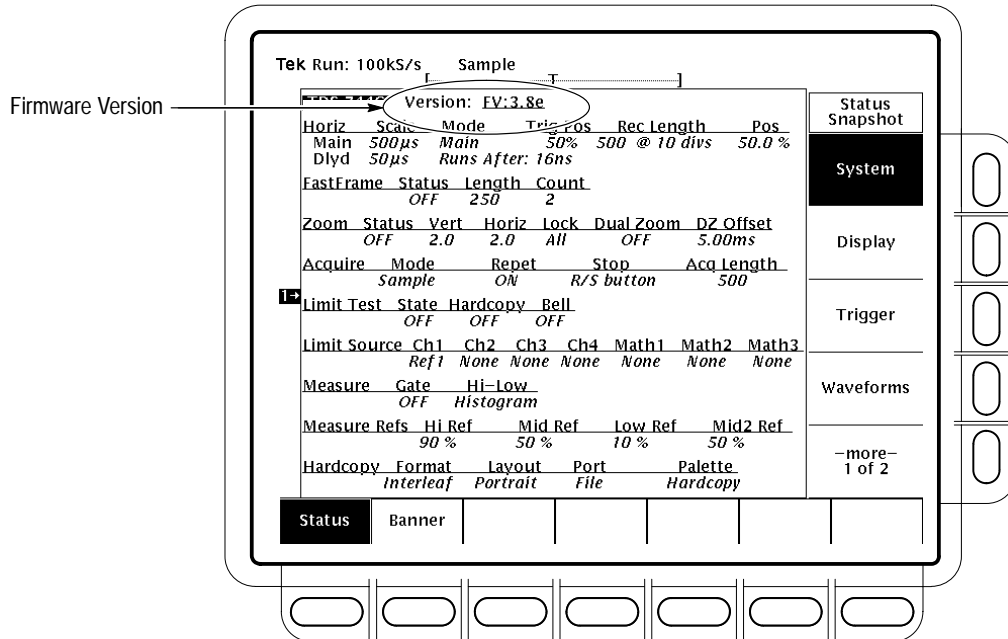 Tek Run: 100kS/s Sample
[ T ]
Firmware Version
Version: FV:3.8e
Horiz Scale Mode Trig Pos Rec Length Pos
Main 500µs Main 50% 500 @ 10 divs 50.0 %
Dlyd 50µs Runs After: 16ns
FastFrame Status Length Count
OFF 250 2
Zoom Status Vert Horiz Lock Dual Zoom DZ Offset
OFF 2.0 2.0 All OFF 5.00ms
Acquire Mode Repet Stop Acq Length
Sample ON R/S button 500
1→
Limit Test State Hardcopy Bell
OFF OFF OFF
Limit Source Ch1 Ch2 Ch3 Ch4 Math1 Math2 Math3
Ref1 None None None None None None
Measure Gate Hi–Low
OFF Histogram
Measure Refs Hi Ref Mid Ref Low Ref Mid2 Ref
90 % 50 % 10 % 50 %
Hardcopy Format Layout Port Palette
Interleaf Portrait File Hardcopy
Status
Snapshot
System
Display
Trigger
Waveforms
–more–
1 of 2
Status Banner